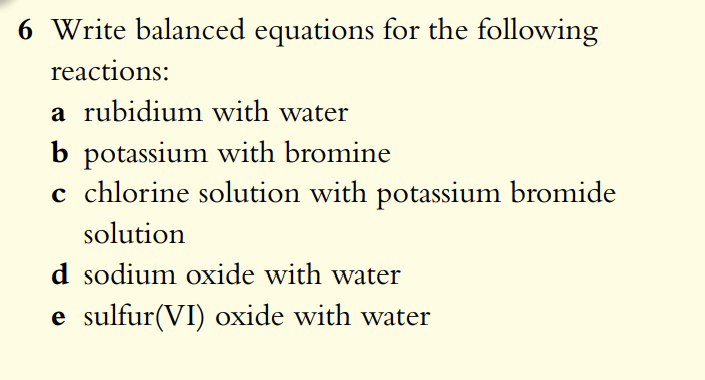 6 Write balanced equations for the following
reactions:
a rubidium with water
b potassium with bromine
c chlorine solution with potassium bromide
solution
d sodium oxide with water
e sulfur(VI) oxide with water